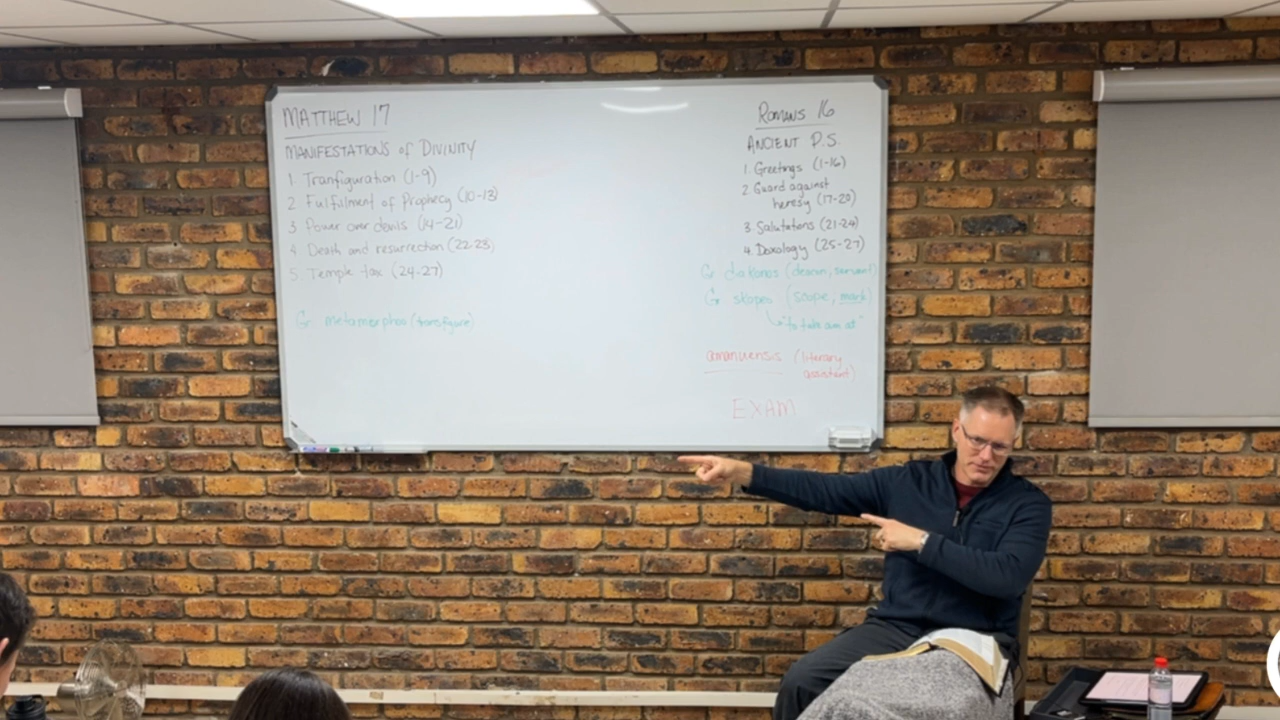 MATTHEW 17
MANIFESTATIONS of DIVINITY
1. Tranfiguration (1-9)
2. Fulfilment of Prophecy (10-13)
3. Power over devils (14-21)
4. Death and resurrection (22-23)
5. Temple tax (24-27)
Gr metamorphos (transfigure)
ROMANS 16
ANCIENT P.S.
1. Greetings (1-16)
2. Guard against
heresy (17-20)
3. Salutations (21-24)
4. Doxology (25-27)
Gr diakonos (deacon, servant)
Gr skopeo (scope, mark)
"to take aim at"
amanuensis (literary
assistant)
EXAM